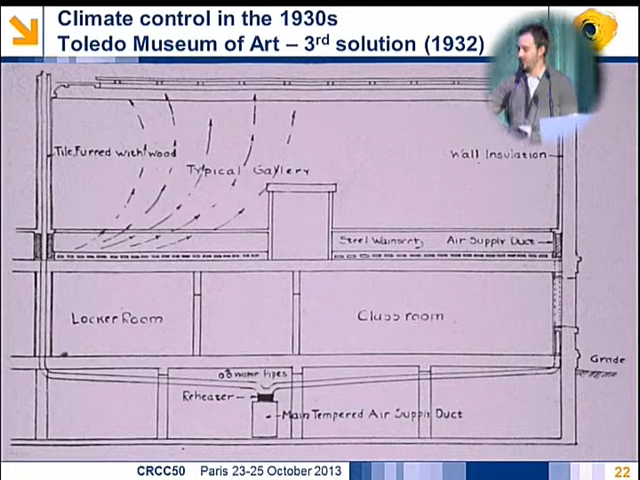 Climate control in the 1930s
Toledo Museum of Art – 3rd solution (1932)
Tile, Furred with wood
Typical Gallery
Wall Insulation
Steel Wainscot
Air Supply Duct
Locker Room
Class room
Grade
water Pipes
Reheater
Main Tempered Air Supply Duct
CRCC50 Paris 23-25 October 2013
22